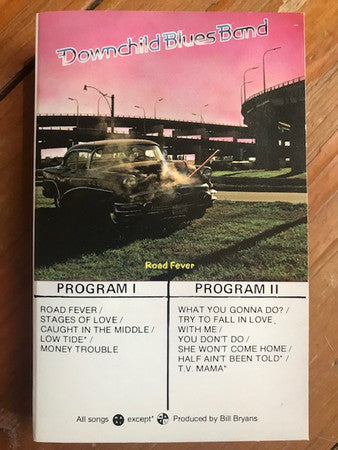 Downchild Blues Band
Road Fever
PROGRAM I
ROAD FEVER /
STAGES OF LOVE /
CAUGHT IN THE MIDDLE /
LOW TIDE* /
MONEY TROUBLE
PROGRAM II
WHAT YOU GONNA DO? /
TRY TO FALL IN LOVE
WITH ME /
YOU DON'T DO /
SHE WON'T COME HOME /
HALF AIN'T BEEN TOLD* /
T.V. MAMA*
All songs except* Produced by Bill Bryans